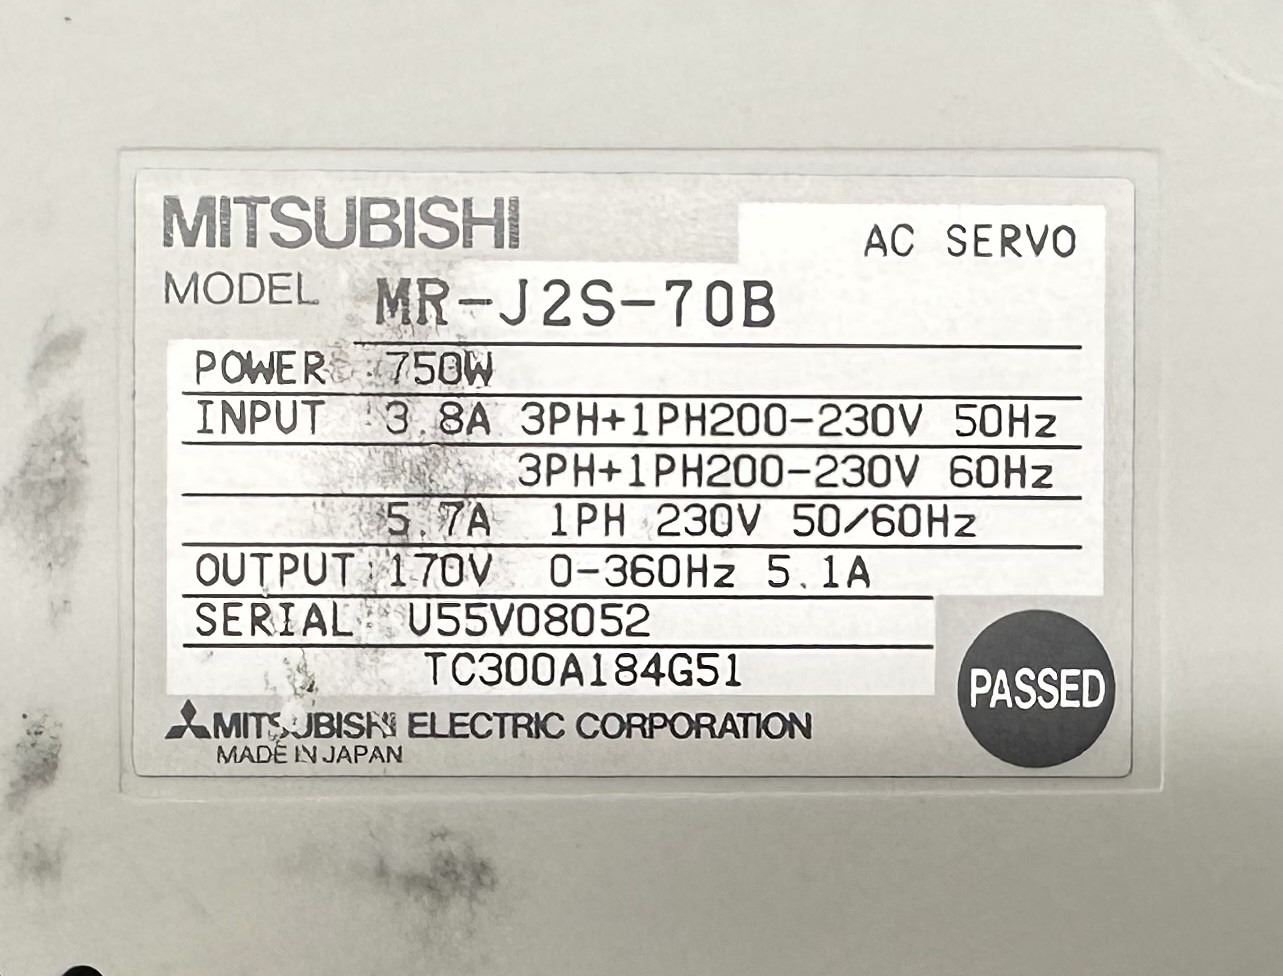 MITSUBISHI
AC SERVO
MODEL MR-J2S-70B
POWER : 750W
INPUT : 3.8A 3PH+1PH200-230V 50Hz
3PH+1PH200-230V 60Hz
5.7A 1PH 230V 50/60Hz
OUTPUT : 170V 0-360Hz 5.1A
SERIAL : U55V08052
TC300A184G51
PASSED
MITSUBISHI ELECTRIC CORPORATION
MADE IN JAPAN